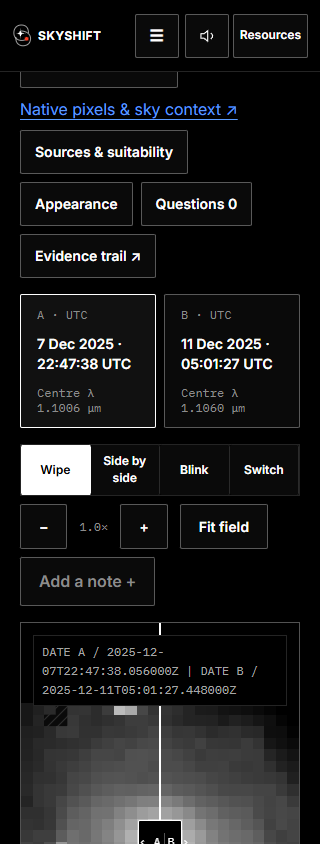 SKYSHIFT
☰
Resources
Native pixels & sky context ↗
Sources & suitability
Appearance
Questions 0
Evidence trail ↗
A · UTC
7 Dec 2025 ·
22:47:38 UTC
Centre λ
1.1006 µm
B · UTC
11 Dec 2025 ·
05:01:27 UTC
Centre λ
1.1060 µm
Wipe
Side by
side
Blink
Switch
−
1.0×
+
Fit field
Add a note +
DATE A / 2025-12-
07T22:47:38.056000Z | DATE B /
2025-12-11T05:01:27.448000Z
‹ A B ›